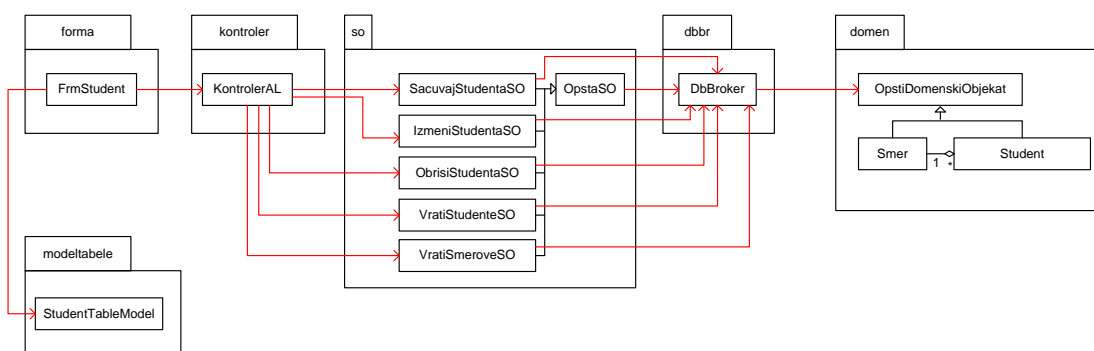 forma
kontroler
so
dbbr
domen
FrmStudent
KontrolerAL
SacuvajStudentaSO
OpstaSO
DbBroker
OpstiDomenskiObjekat
IzmeniStudentaSO
Smer
1
*
Student
ObrisiStudentaSO
VratiStudenteSO
VratiSmeroveSO
modeltabele
StudentTableModel